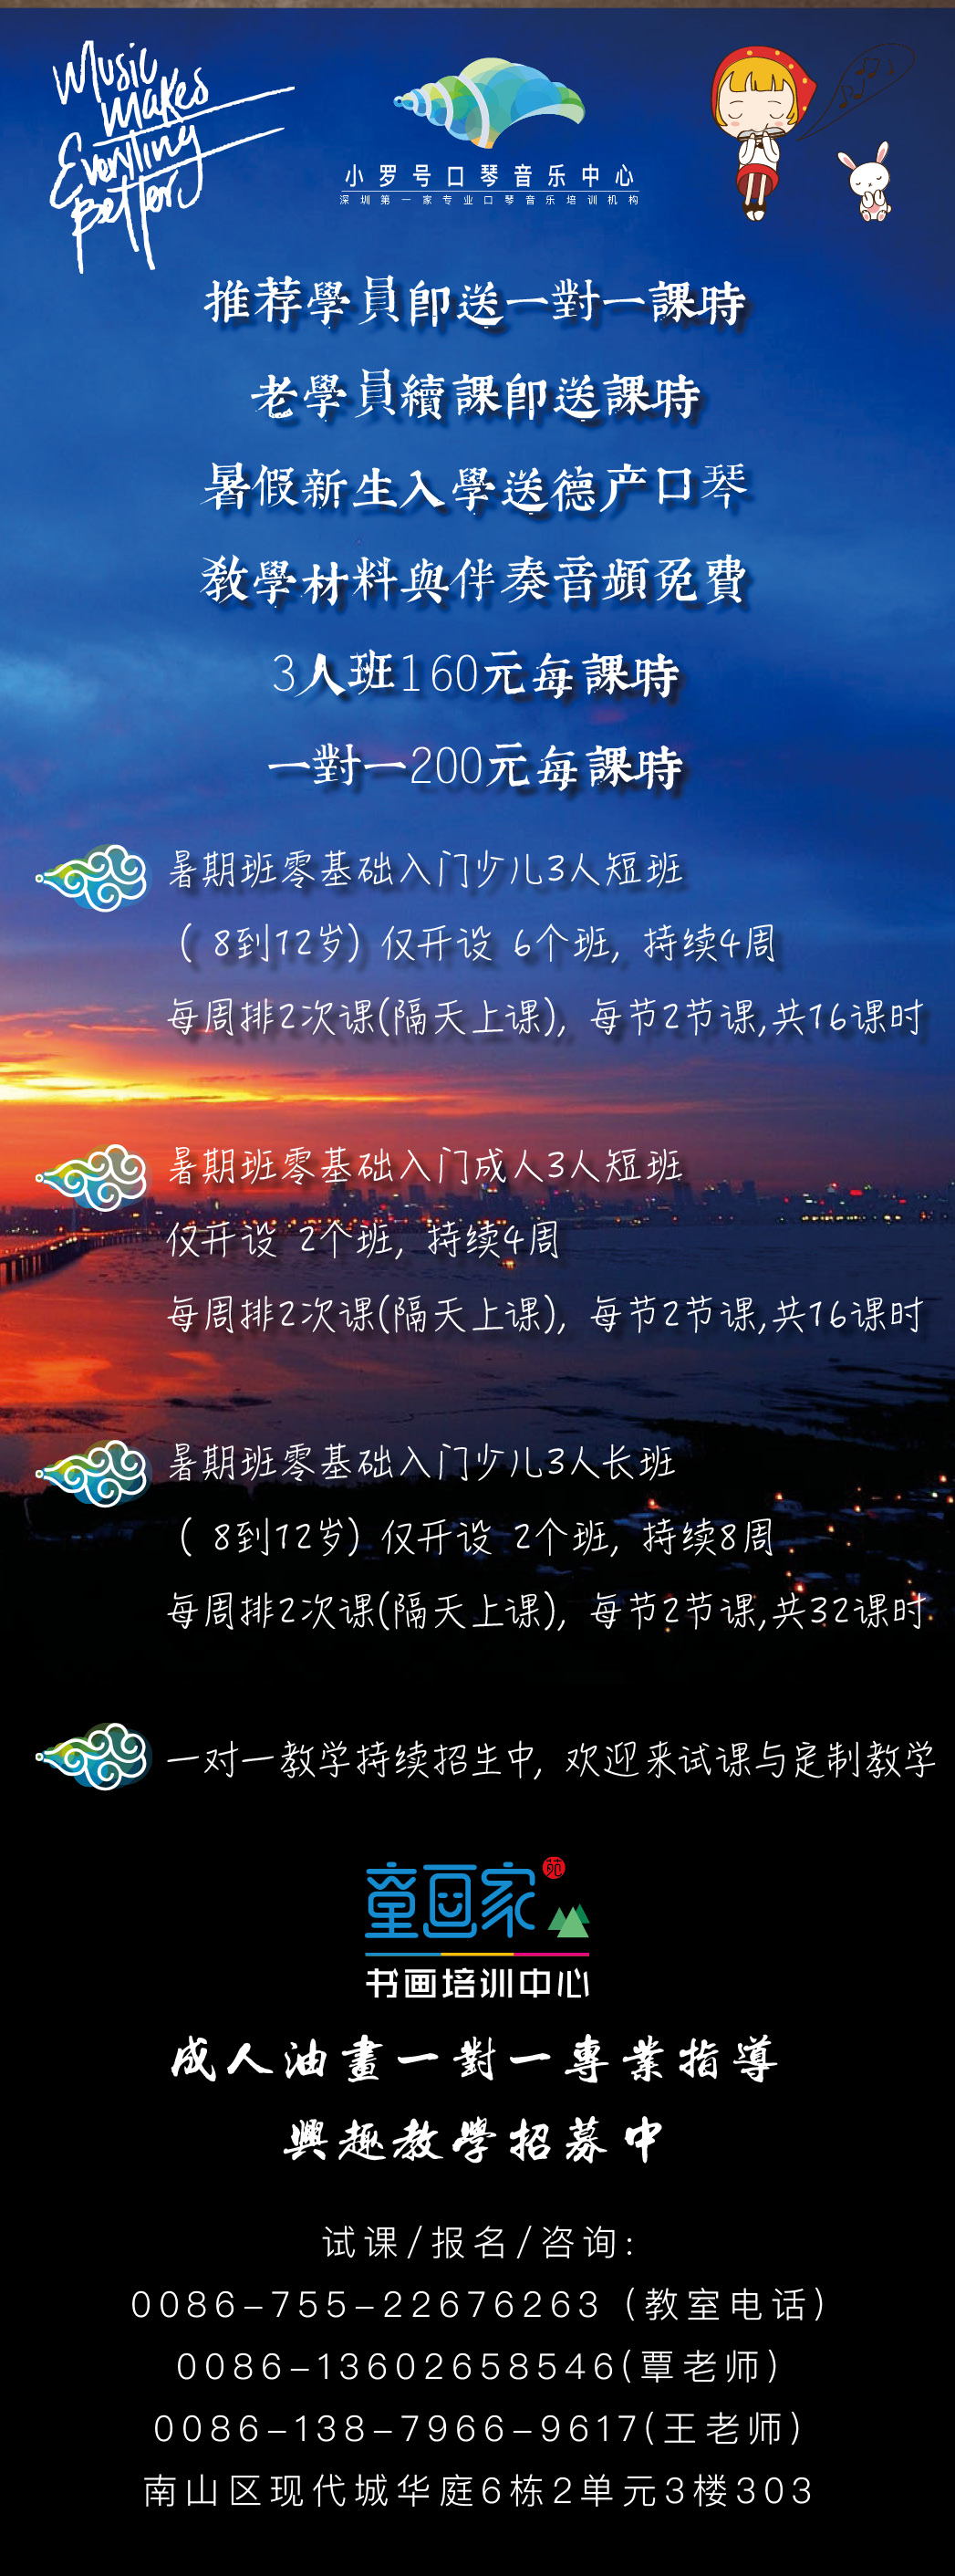 Music
Makes
Everyting
Better
小罗号口琴音乐中心
深圳第一家专业口琴音乐培训机构
推荐學員即送一對一課時
老學員續課即送課時
暑假新生入學送德产口琴
教學材料與伴奏音頻免費
3人班160元每課時
一對一200元每課時
暑期班零基础入门少儿3人短班
( 8到12岁) 仅开设 6个班, 持续4周
每周排2次课(隔天上课), 每节2节课,共16课时
暑期班零基础入门成人3人短班
仅开设 2个班, 持续4周
每周排2次课(隔天上课), 每节2节课,共16课时
暑期班零基础入门少儿3人长班
( 8到12岁) 仅开设 2个班, 持续8周
每周排2次课(隔天上课), 每节2节课,共32课时
一对一教学持续招生中, 欢迎来试课与定制教学
童画家苑
书画培训中心
成人油畫一對一專業指導
興趣教學招募中
试课/报名/咨询:
0086-755-22676263 (教室电话)
0086-13602658546(覃老师)
0086-138-7966-9617(王老师)
南山区现代城华庭6栋2单元3楼303